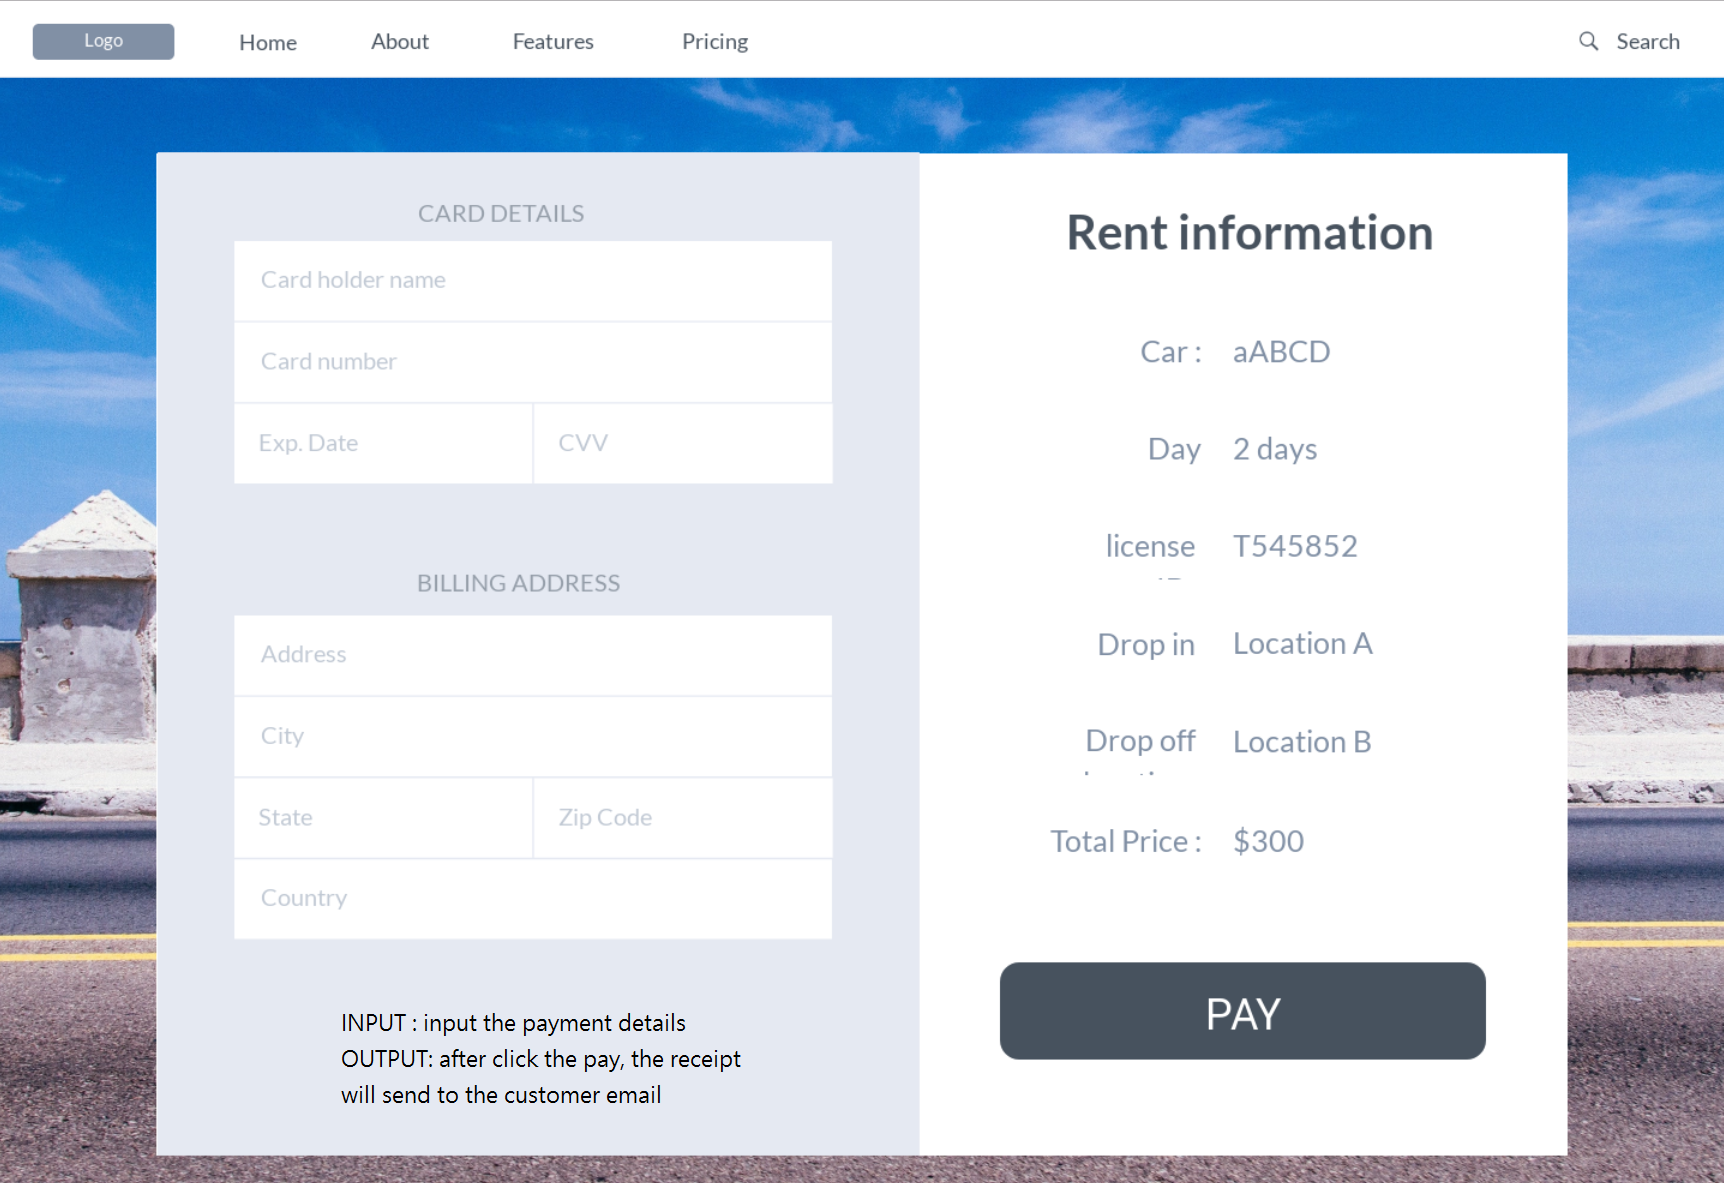 Logo
Home
About
Features
Pricing
Search
CARD DETAILS
Card holder name
Card number
Exp. Date
CVV
BILLING ADDRESS
Address
City
State
Zip Code
Country
INPUT : input the payment details
OUTPUT: after click the pay, the receipt
will send to the customer email
Rent information
Car : aABCD
Day 2 days
license T545852
Drop in Location A
Drop off Location B
Total Price : $300
PAY